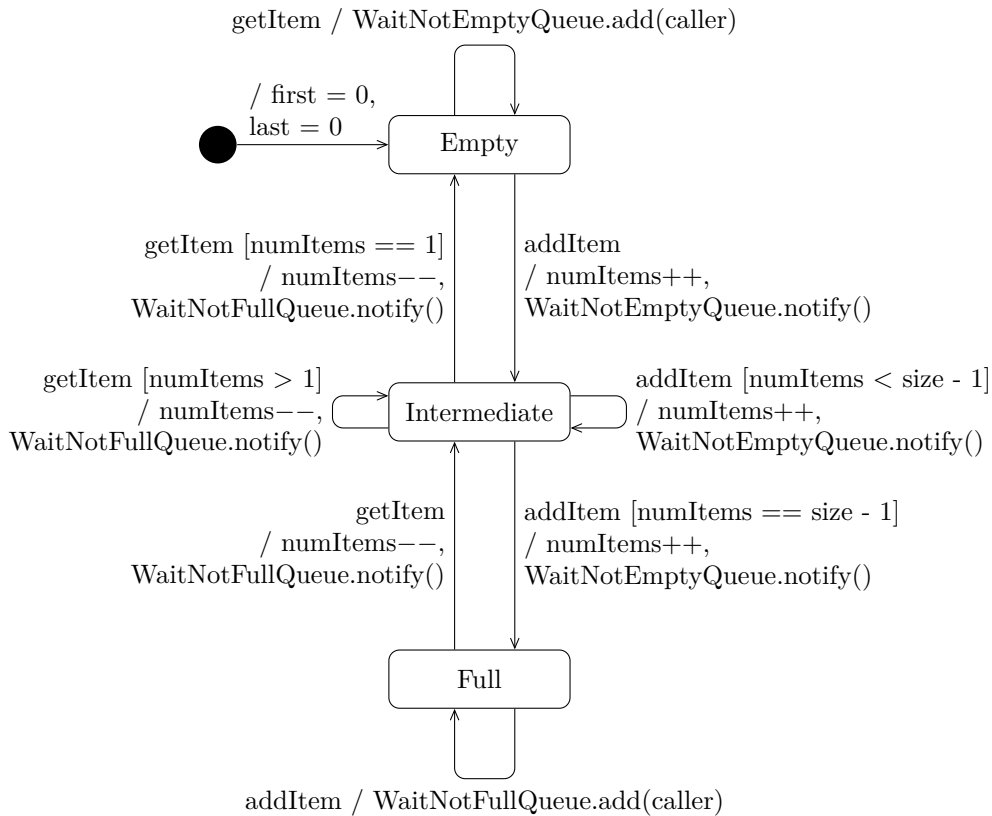 getItem / WaitNotEmptyQueue.add(caller)
/ first = 0,
last = 0
Empty
getItem [numItems == 1]
/ numItems−−,
WaitNotFullQueue.notify()
addItem
/ numItems++,
WaitNotEmptyQueue.notify()
getItem [numItems > 1]
/ numItems−−,
WaitNotFullQueue.notify()
Intermediate
addItem [numItems < size - 1]
/ numItems++,
WaitNotEmptyQueue.notify()
getItem
/ numItems−−,
WaitNotFullQueue.notify()
addItem [numItems == size - 1]
/ numItems++,
WaitNotEmptyQueue.notify()
Full
addItem / WaitNotFullQueue.add(caller)